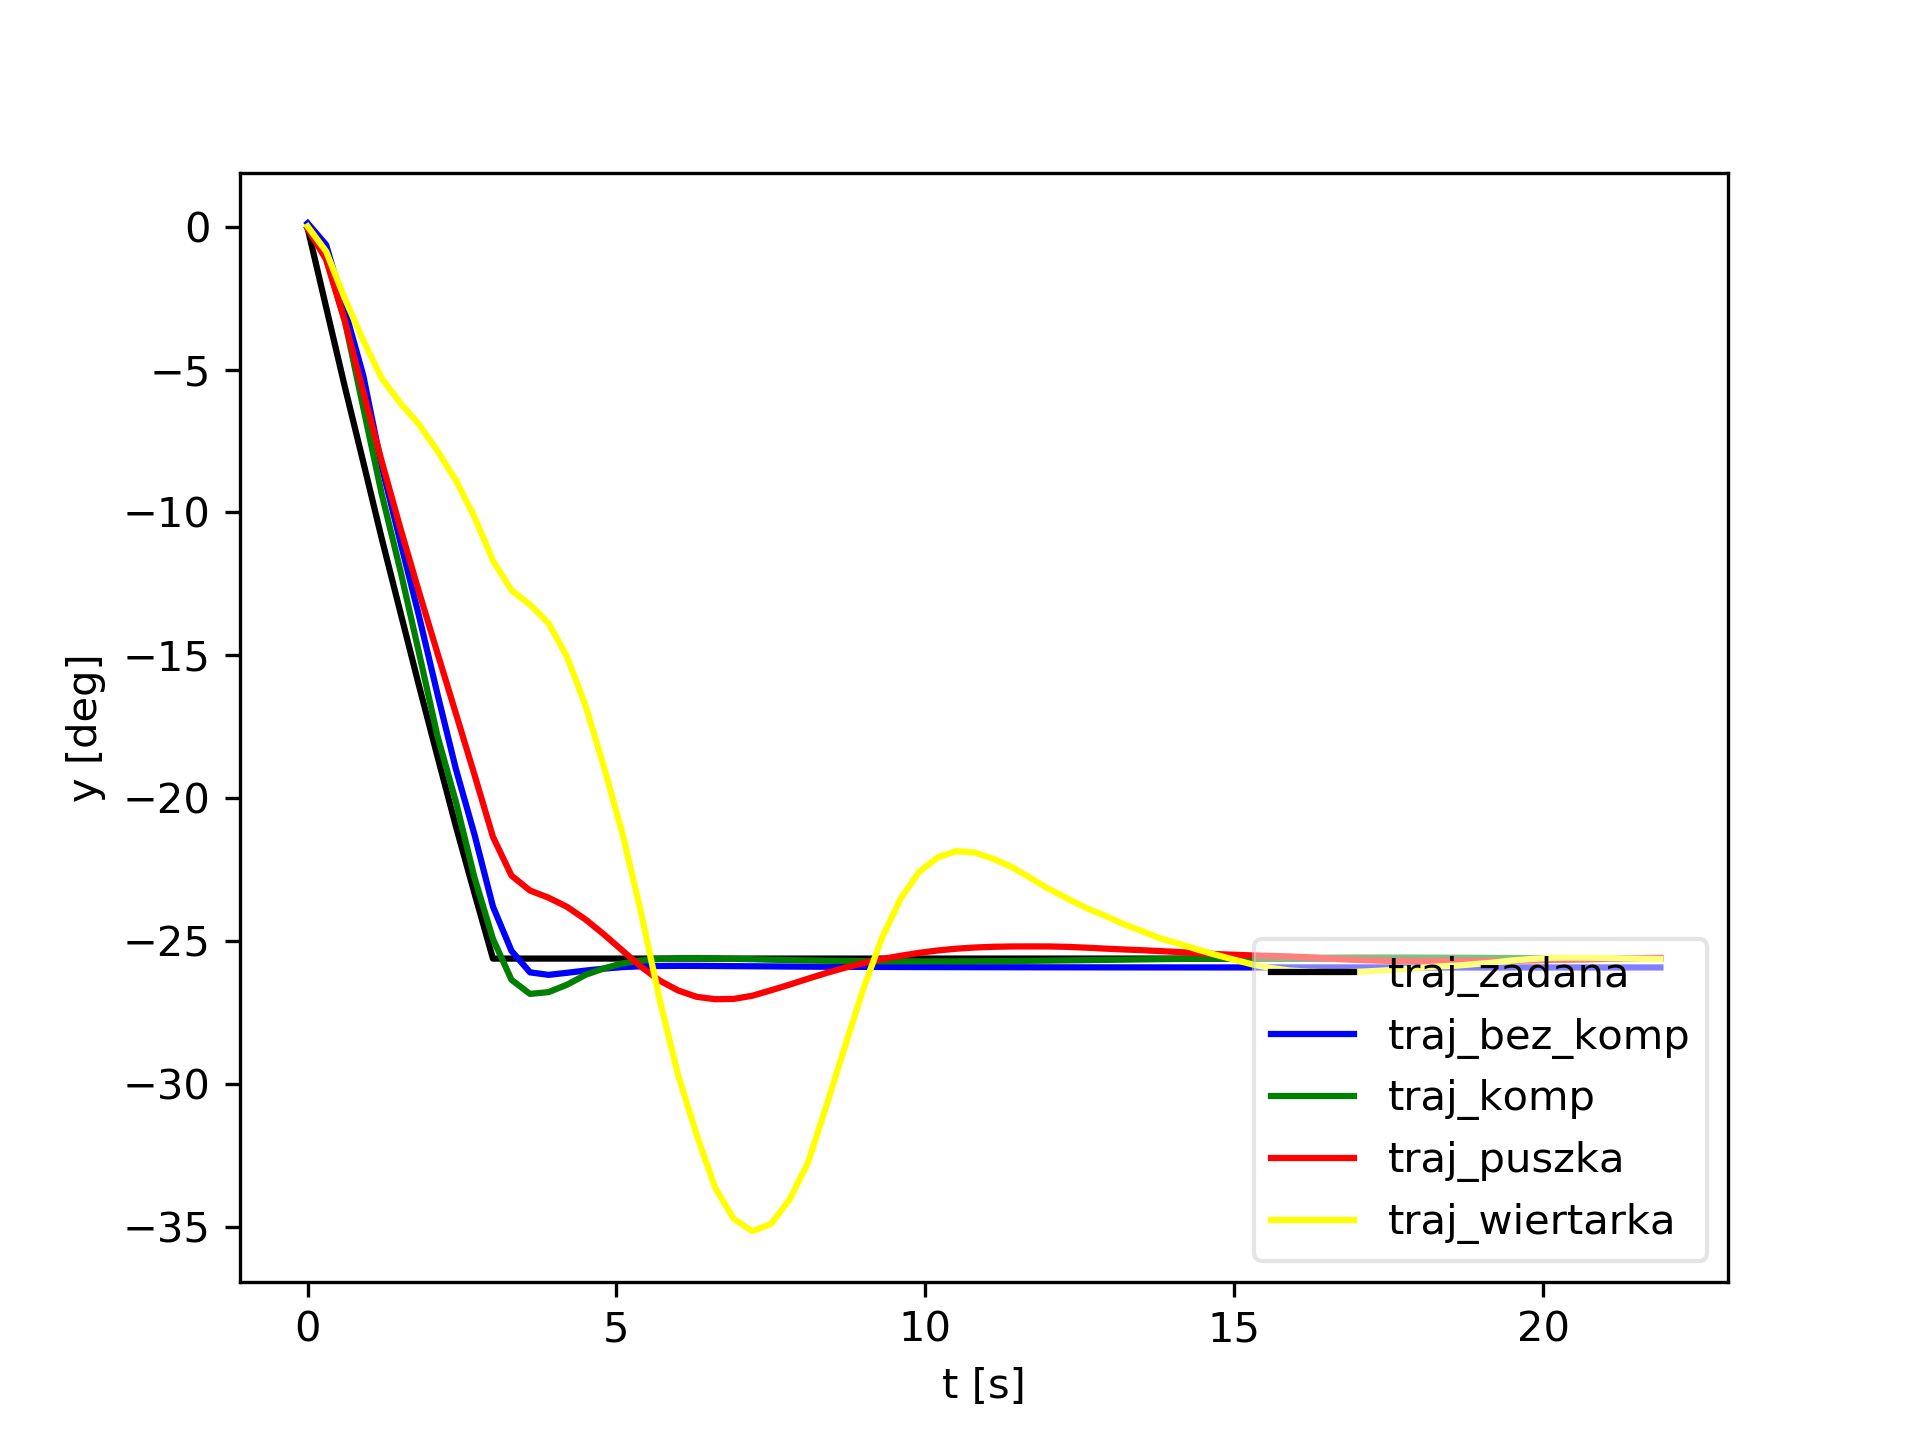 0
−5
−10
−15
−20
−25
−30
−35
y [deg]
0 5 10 15 20
t [s]
traj_zadana
traj_bez_komp
traj_komp
traj_puszka
traj_wiertarka